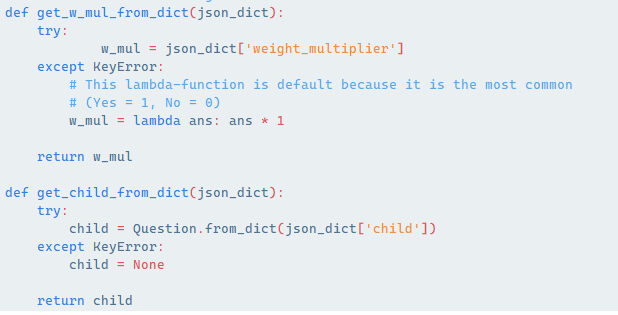 def get_w_mul_from_dict(json_dict):
    try:
            w_mul = json_dict['weight_multiplier']
    except KeyError:
        # This lambda-function is default because it is the most common
        # (Yes = 1, No = 0)
        w_mul = lambda ans: ans * 1

    return w_mul

def get_child_from_dict(json_dict):
    try:
        child = Question.from_dict(json_dict['child'])
    except KeyError:
        child = None

    return child